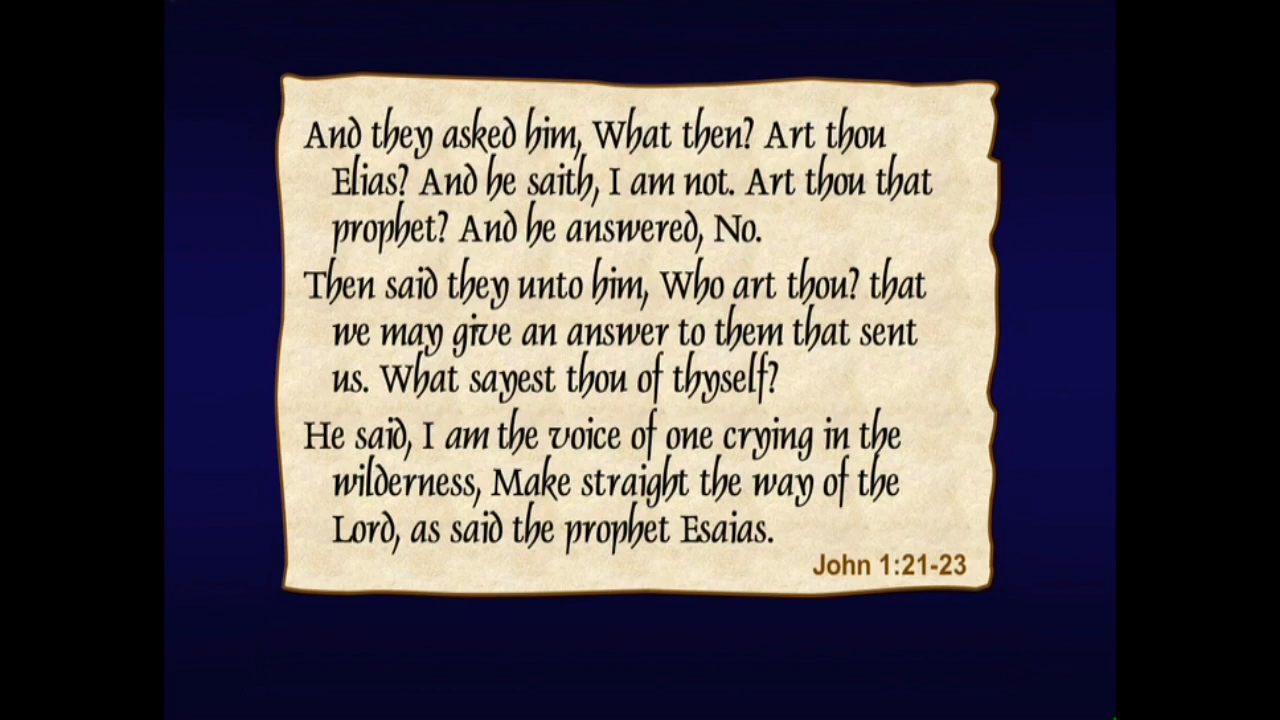 And they asked him, What then? Art thou
Elias? And he saith, I am not. Art thou that
prophet? And he answered, No.
Then said they unto him, Who art thou? that
we may give an answer to them that sent
us. What sayest thou of thyself?
He said, I am the voice of one crying in the
wilderness, Make straight the way of the
Lord, as said the prophet Esaias.
John 1:21-23